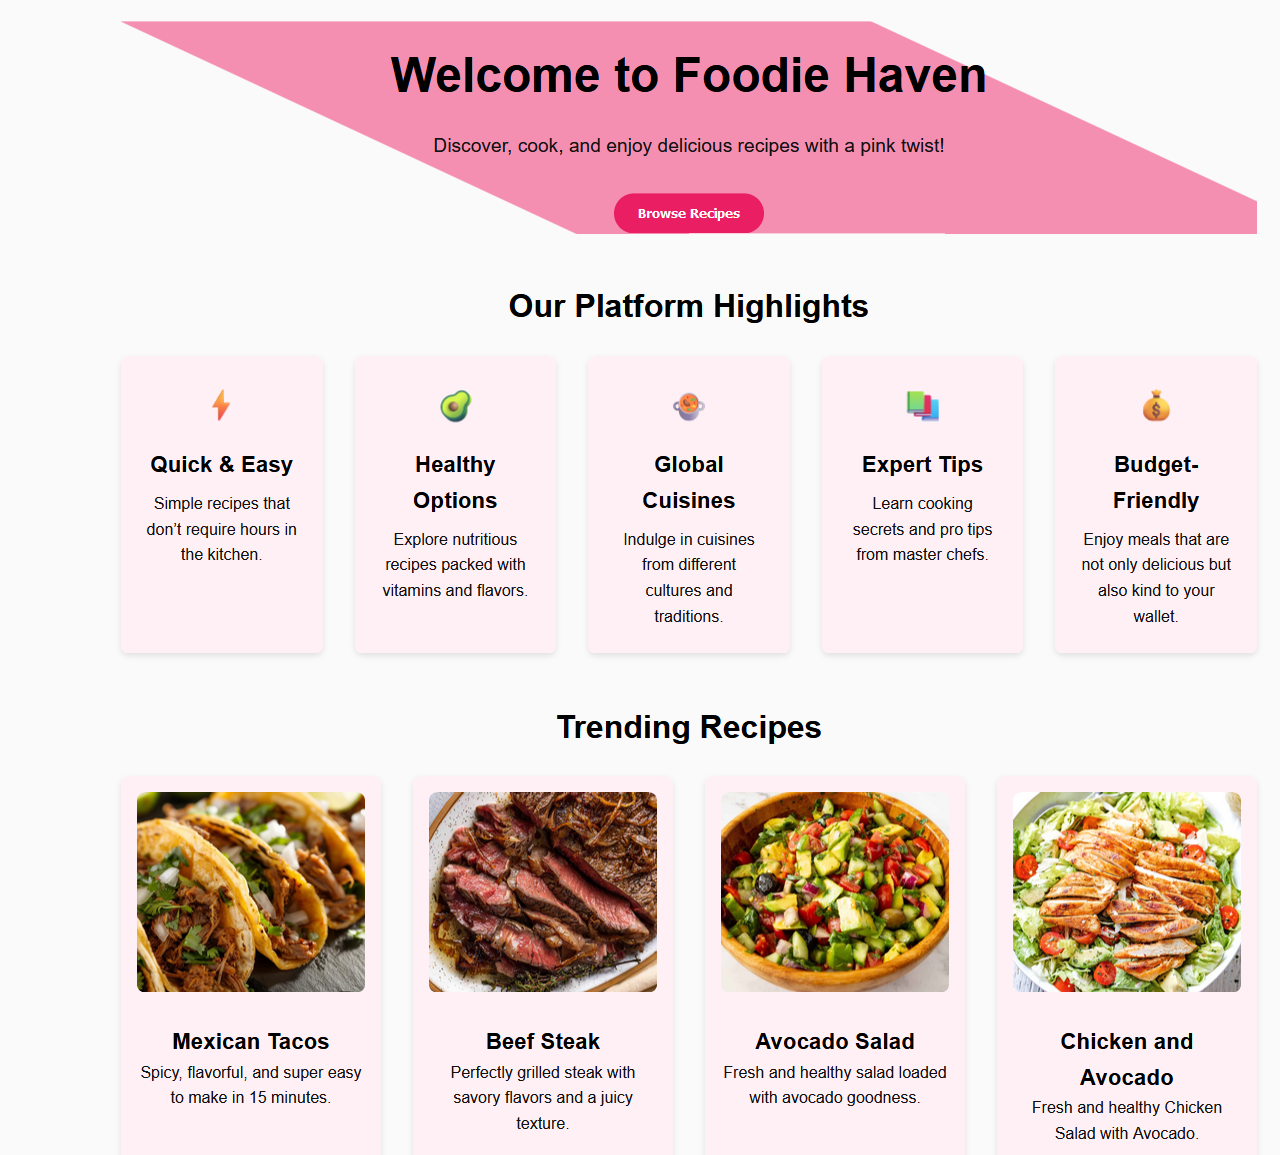 Welcome to Foodie Haven
Discover, cook, and enjoy delicious recipes with a pink twist!
Browse Recipes
Our Platform Highlights
Quick & Easy
Simple recipes that
don’t require hours in
the kitchen.
Healthy
Options
Explore nutritious
recipes packed with
vitamins and flavors.
Global
Cuisines
Indulge in cuisines
from different
cultures and
traditions.
Expert Tips
Learn cooking
secrets and pro tips
from master chefs.
Budget-
Friendly
Enjoy meals that are
not only delicious but
also kind to your
wallet.
Trending Recipes
Mexican Tacos
Spicy, flavorful, and super easy
to make in 15 minutes.
Beef Steak
Perfectly grilled steak with
savory flavors and a juicy
texture.
Avocado Salad
Fresh and healthy salad loaded
with avocado goodness.
Chicken and
Avocado
Fresh and healthy Chicken
Salad with Avocado.